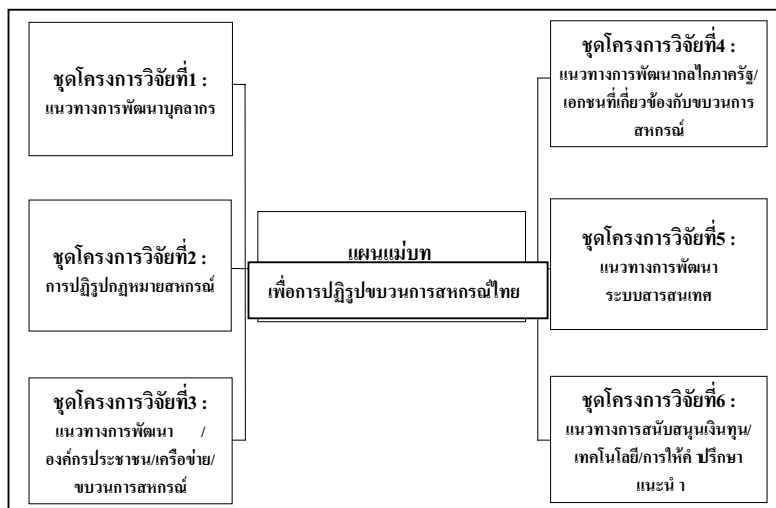 ชุดโครงการวิจัยที่1 :
แนวทางการพัฒนาบุคลากร
ชุดโครงการวิจัยที่2 :
การปฏิรูปกฎหมายสหกรณ์
ชุดโครงการวิจัยที่3 :
แนวทางการพัฒนา /
องค์กรประชาชน/เครือข่าย/
ขบวนการสหกรณ์
แผนแม่บท
เพื่อการปฏิรูปขบวนการสหกรณ์ไทย
ชุดโครงการวิจัยที่4 :
แนวทางการพัฒนากลไกภาครัฐ/
เอกชนที่เกี่ยวข้องกับขบวนการ
สหกรณ์
ชุดโครงการวิจัยที่5 :
แนวทางการพัฒนา
ระบบสารสนเทศ
ชุดโครงการวิจัยที่6 :
แนวทางการสนับสนุนเงินทุน/
เทคโนโลยี/การให้คำปรึกษา
แนะนำ